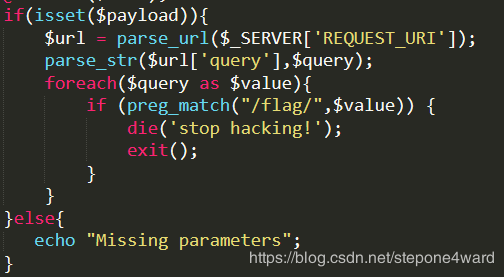 if(isset($payload)){
    $url = parse_url($_SERVER['REQUEST_URI']);
    parse_str($url['query'],$query);
    foreach($query as $value){
        if (preg_match("/flag/",$value)) {
            die('stop hacking!');
            exit();
        }
    }
}else{
   echo "Missing parameters";
}
https://blog.csdn.net/stepone4ward